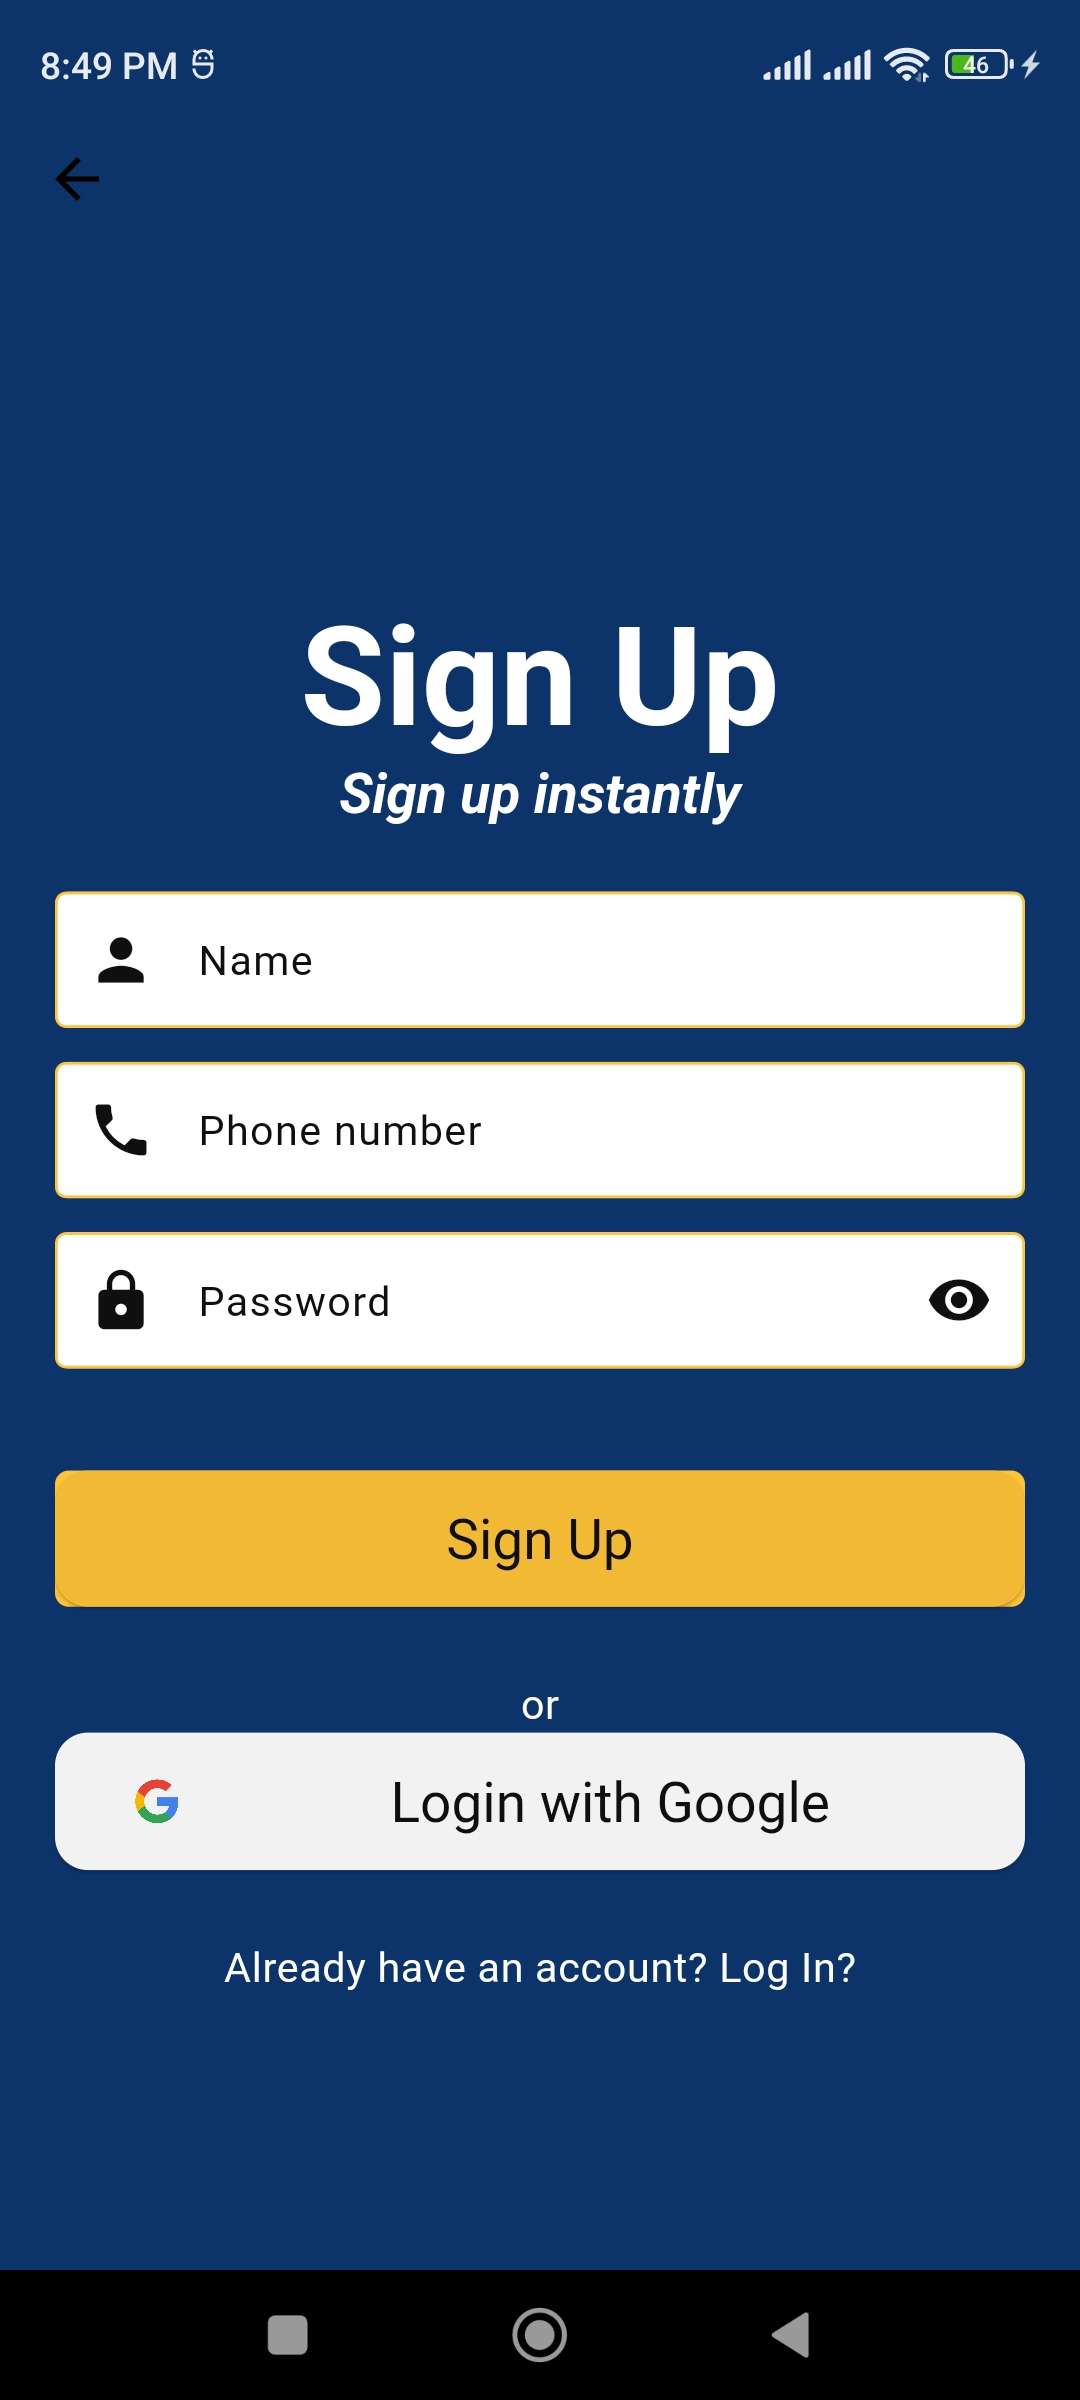 8:49 PM
46
Sign Up
Sign up instantly
Name
Phone number
Password
Sign Up
or
Login with Google
Already have an account? Log In?